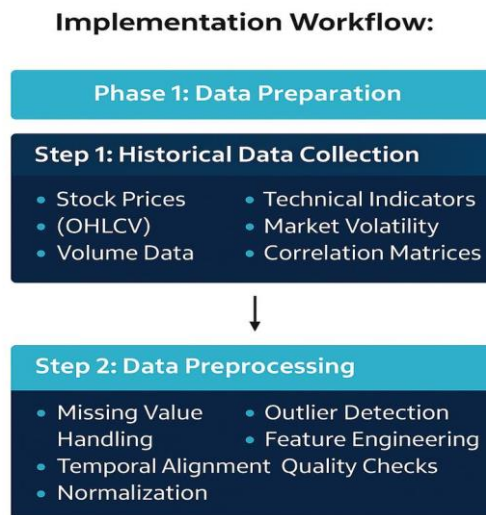 Implementation Workflow:
Phase 1: Data Preparation
Step 1: Historical Data Collection
• Stock Prices
• (OHLCV)
• Volume Data
• Technical Indicators
• Market Volatility
• Correlation Matrices
Step 2: Data Preprocessing
• Missing Value
Handling
• Temporal Alignment
• Normalization
• Outlier Detection
• Feature Engineering
Quality Checks